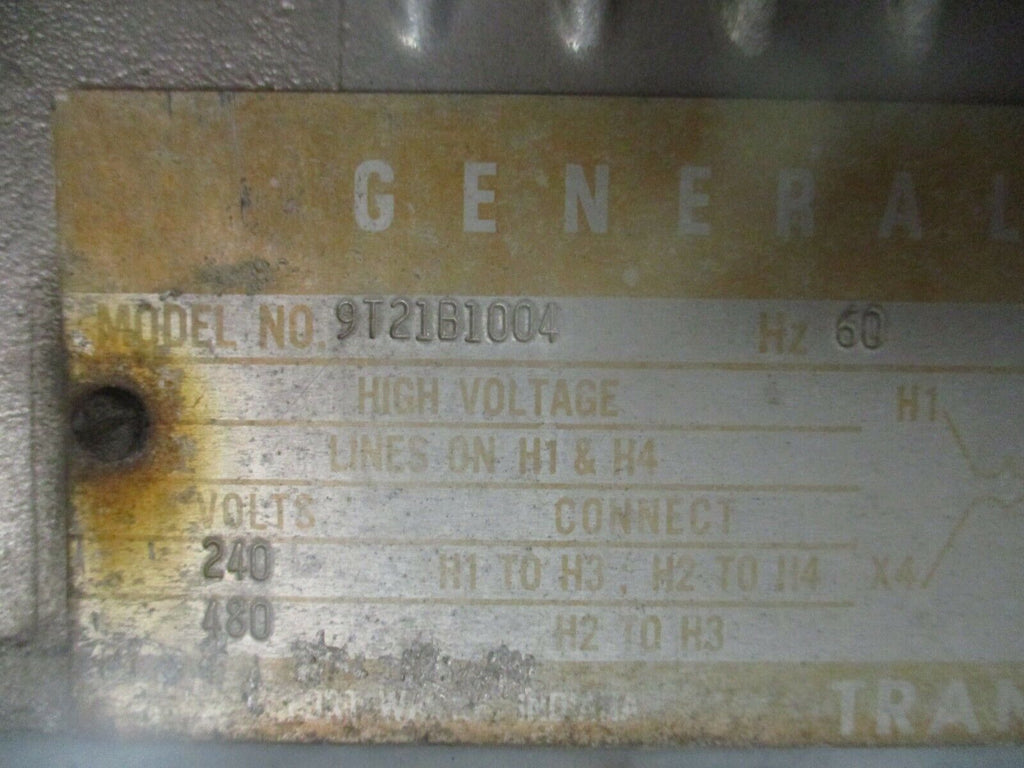 GENERAL
MODEL NO. 9T21B1004 Hz 60
HIGH VOLTAGE H1
LINES ON H1 & H4
VOLTS CONNECT
240 H1 TO H3, H2 TO H4 X4
480 H2 TO H3
TRAN